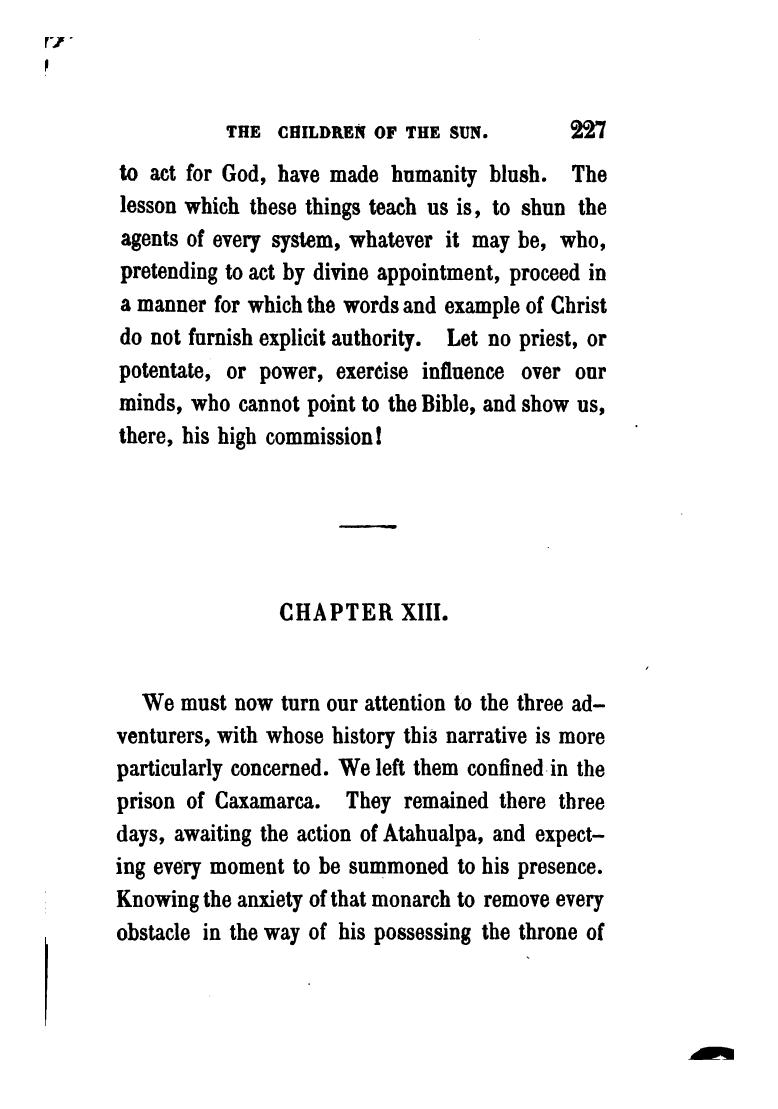 THE CHILDREN OF THE SUN. 227
to act for God, have made humanity blush. The
lesson which these things teach us is, to shun the
agents of every system, whatever it may be, who,
pretending to act by divine appointment, proceed in
a manner for which the words and example of Christ
do not furnish explicit authority. Let no priest, or
potentate, or power, exercise influence over our
minds, who cannot point to the Bible, and show us,
there, his high commission!
CHAPTER XIII.
We must now turn our attention to the three ad-
venturers, with whose history this narrative is more
particularly concerned. We left them confined in the
prison of Caxamarca. They remained there three
days, awaiting the action of Atahualpa, and expect-
ing every moment to be summoned to his presence.
Knowing the anxiety of that monarch to remove every
obstacle in the way of his possessing the throne of